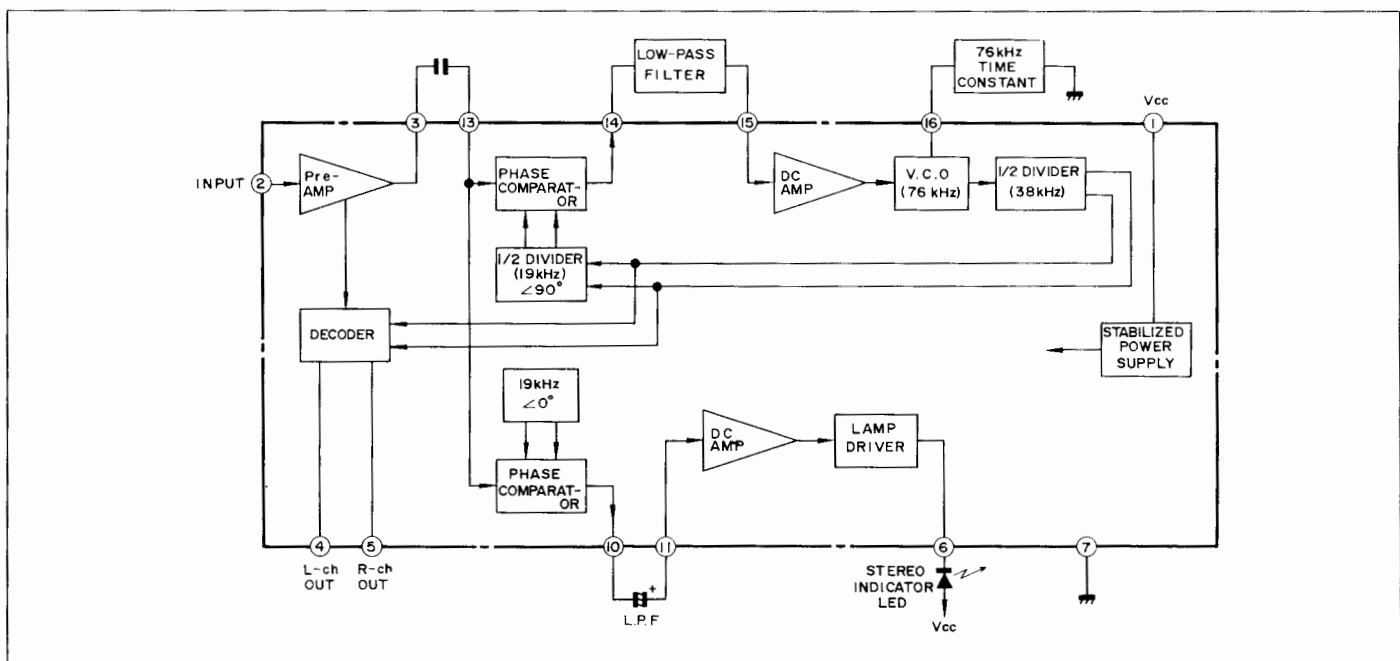 LOW-PASS
FILTER
76kHz
TIME
CONSTANT
Vcc
3
13
14
15
16
1
INPUT
2
Pre-
AMP
PHASE
COMPARAT-
OR
DC
AMP
V.C.O
(76 kHz)
1/2 DIVIDER
(38kHz)
1/2 DIVIDER
(19kHz)
∠90°
DECODER
STABILIZED
POWER
SUPPLY
19kHz
∠0°
PHASE
COMPARAT-
OR
DC
AMP
LAMP
DRIVER
4
5
10
11
6
7
L-ch
OUT
R-ch
OUT
+
L.P.F
STEREO
INDICATOR
LED
Vcc